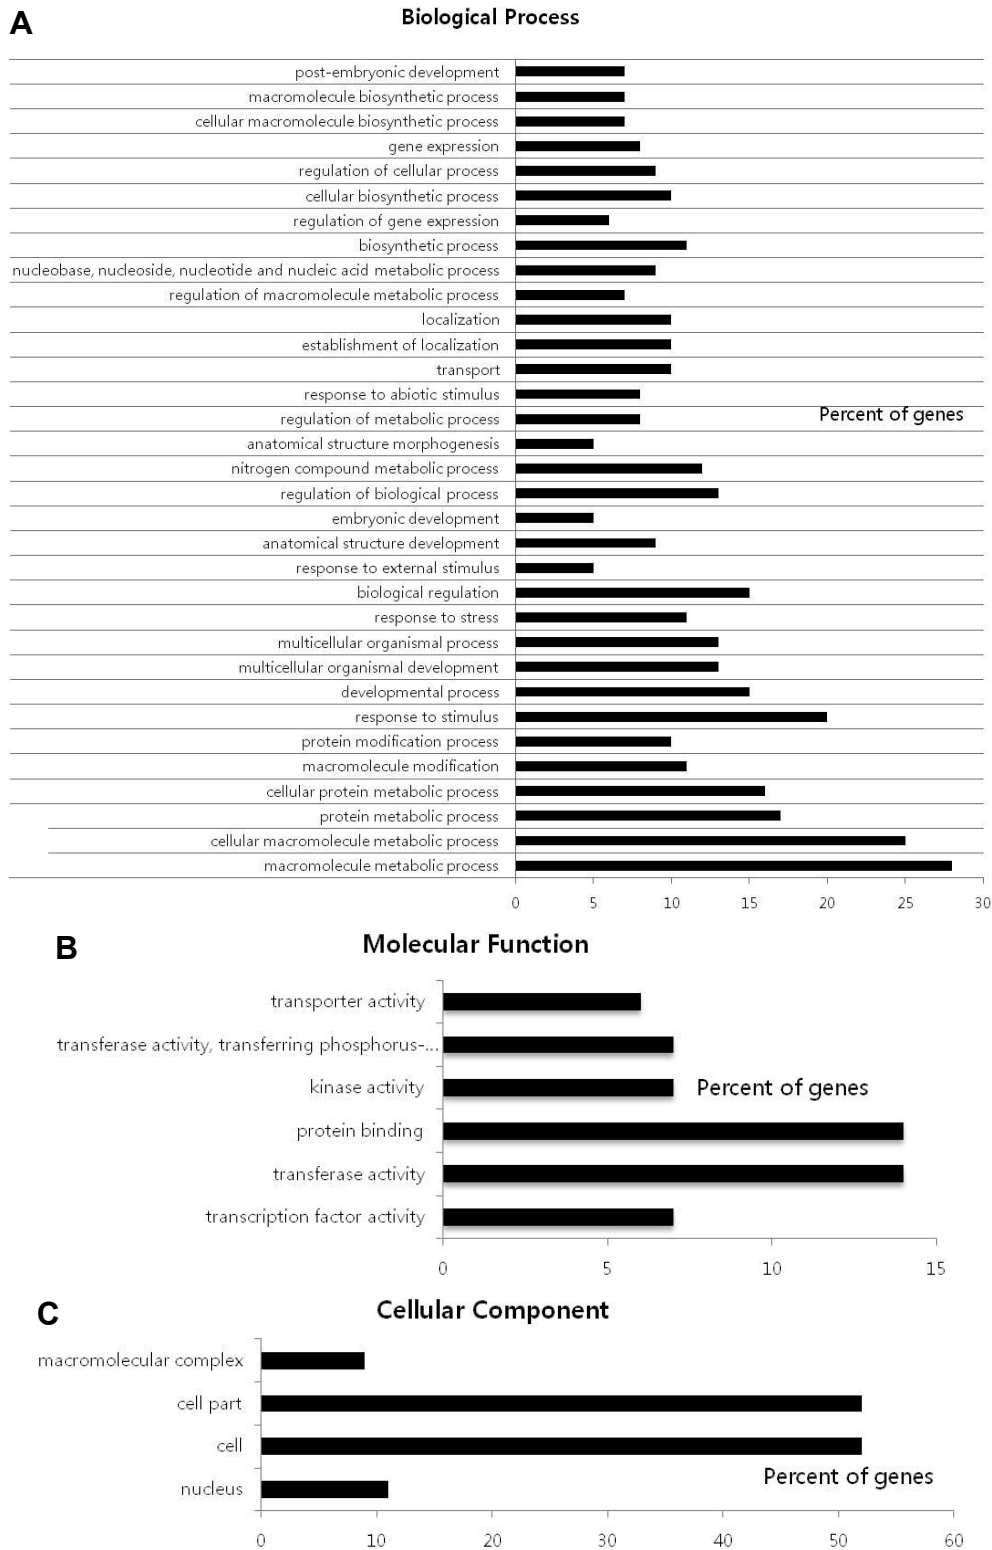 A
Biological Process
post-embryonic development
macromolecule biosynthetic process
cellular macromolecule biosynthetic process
gene expression
regulation of cellular process
cellular biosynthetic process
regulation of gene expression
biosynthetic process
nucleobase, nucleoside, nucleotide and nucleic acid metabolic process
regulation of macromolecule metabolic process
localization
establishment of localization
transport
response to abiotic stimulus
Percent of genes
regulation of metabolic process
anatomical structure morphogenesis
nitrogen compound metabolic process
regulation of biological process
embryonic development
anatomical structure development
response to external stimulus
biological regulation
response to stress
multicellular organismal process
multicellular organismal development
developmental process
response to stimulus
protein modification process
macromolecule modification
cellular protein metabolic process
protein metabolic process
cellular macromolecule metabolic process
macromolecule metabolic process
0 5 10 15 20 25 30
B
Molecular Function
transporter activity
transferase activity, transferring phosphorus-...
kinase activity
Percent of genes
protein binding
transferase activity
transcription factor activity
0 5 10 15
C
Cellular Component
macromolecular complex
cell part
cell
Percent of genes
nucleus
0 10 20 30 40 50 60